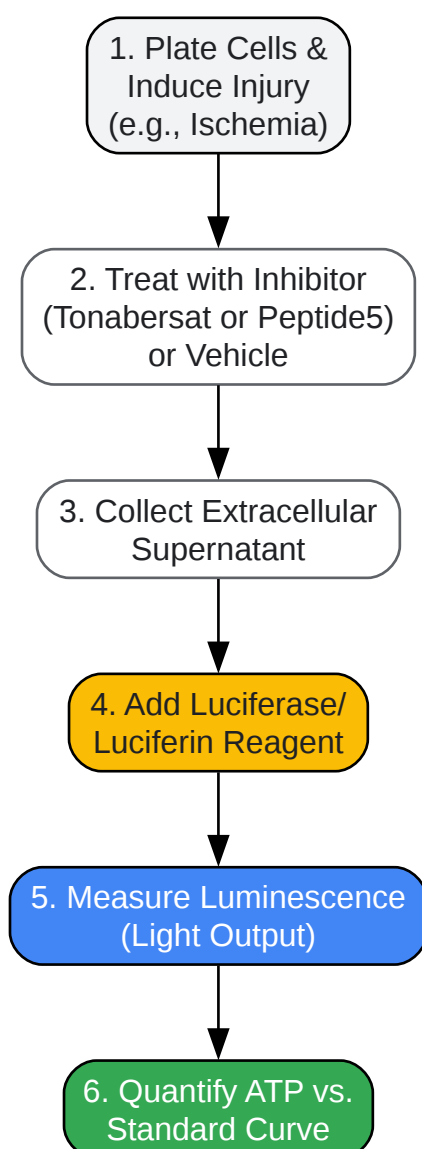 1. Plate Cells &
Induce Injury
(e.g., Ischemia)
2. Treat with Inhibitor
(Tonabersat or Peptide5)
or Vehicle
3. Collect Extracellular
Supernatant
4. Add Luciferase/
Luciferin Reagent
5. Measure Luminescence
(Light Output)
6. Quantify ATP vs.
Standard Curve